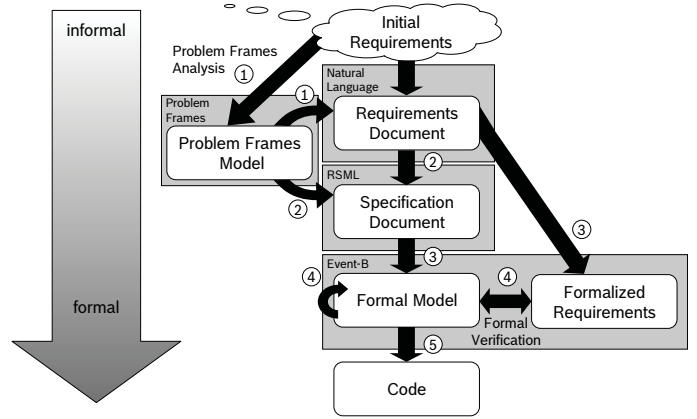 informal
Initial
Requirements
Problem Frames
Analysis
①
Natural
Language
Problem
Frames
①
Requirements
Document
Problem Frames
Model
②
RSML
②
Specification
Document
③
③
Event-B
④
④
formal
Formal Model
Formalized
Requirements
Formal
Verification
⑤
Code